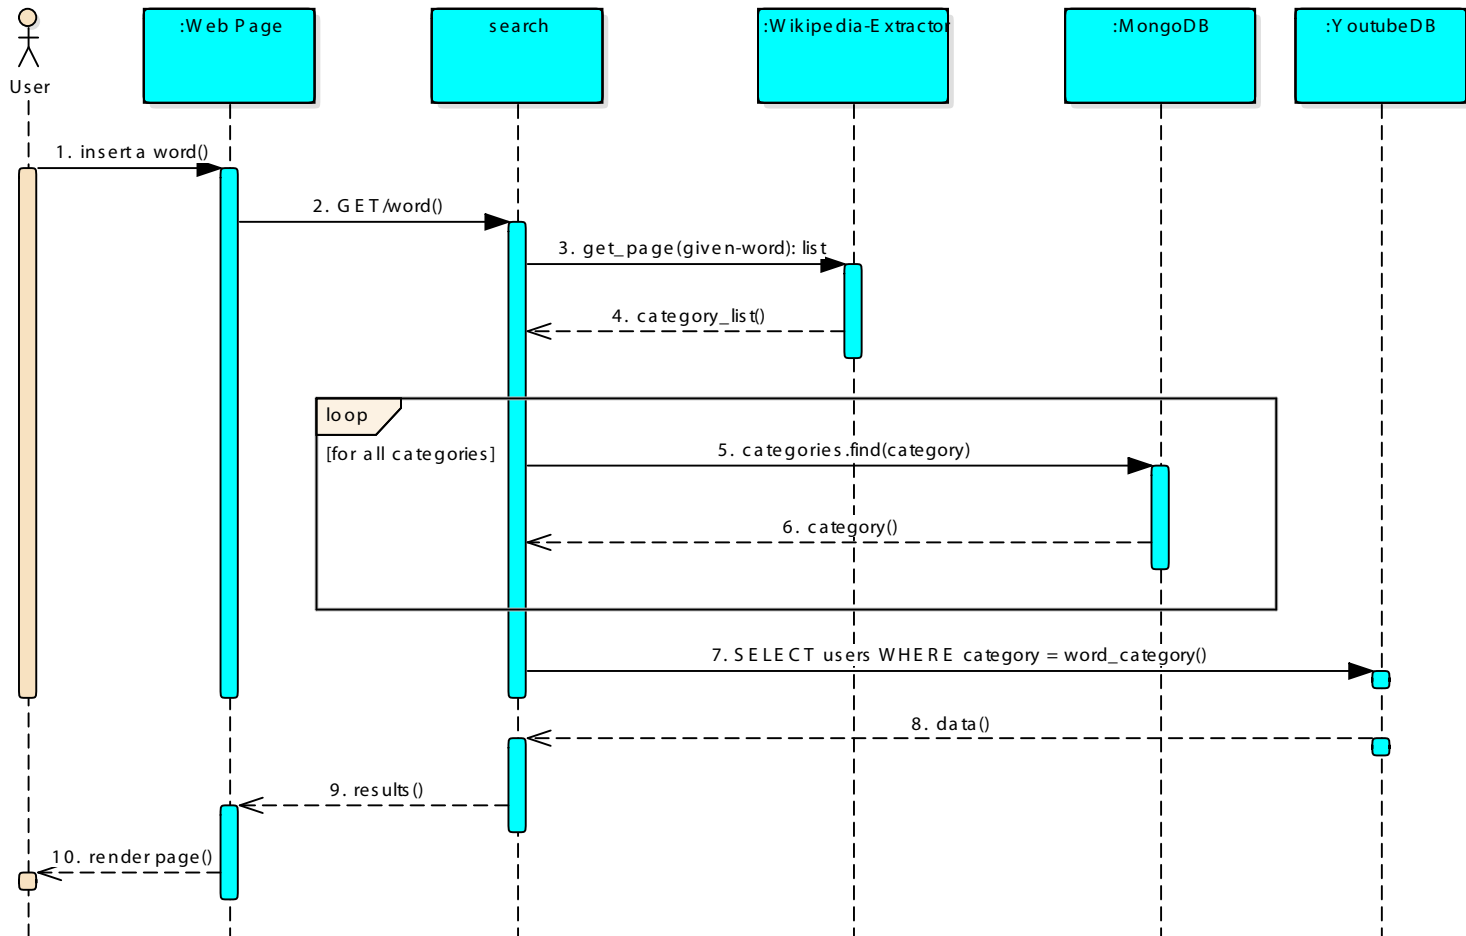 :Web Page
search
:Wikipedia-Extractor
:MongoDB
:YoutubeDB
User
1. insert a word()
2. GET /word()
3. get_page(given-word): list
4. category_list()
loop
[for all categories]
5. categories.find(category)
6. category()
7. SELECT users WHERE category = word_category()
8. data()
9. results()
10. render page()